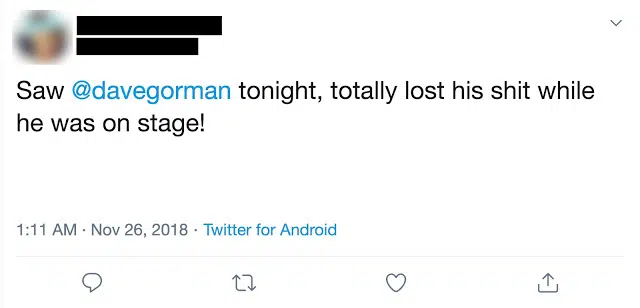 Saw @davegorman tonight, totally lost his shit while
he was on stage!
1:11 AM · Nov 26, 2018 · Twitter for Android